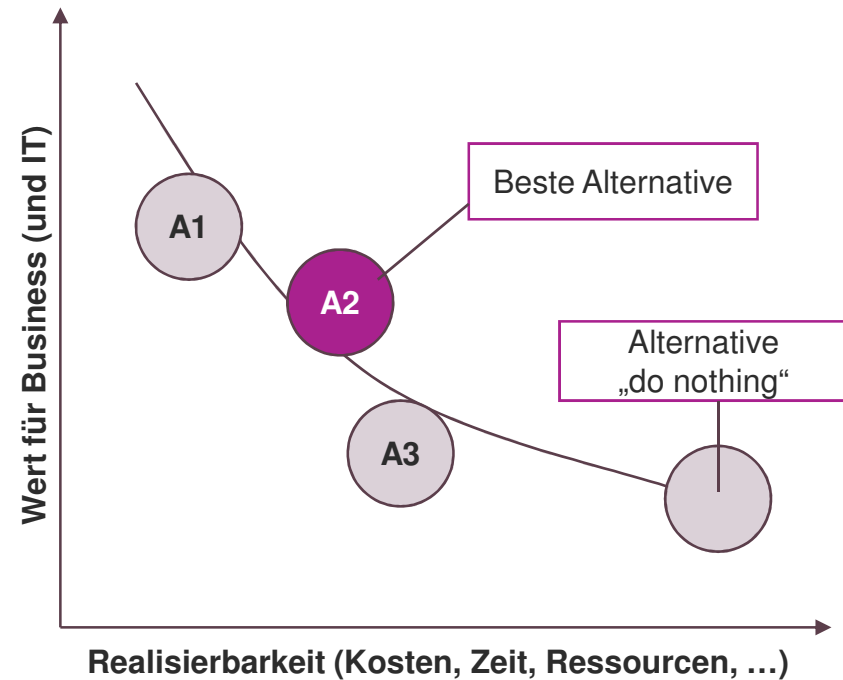 Wert für Business (und IT)
A1
Beste Alternative
A2
Alternative
„do nothing“
A3
Realisierbarkeit (Kosten, Zeit, Ressourcen, …)